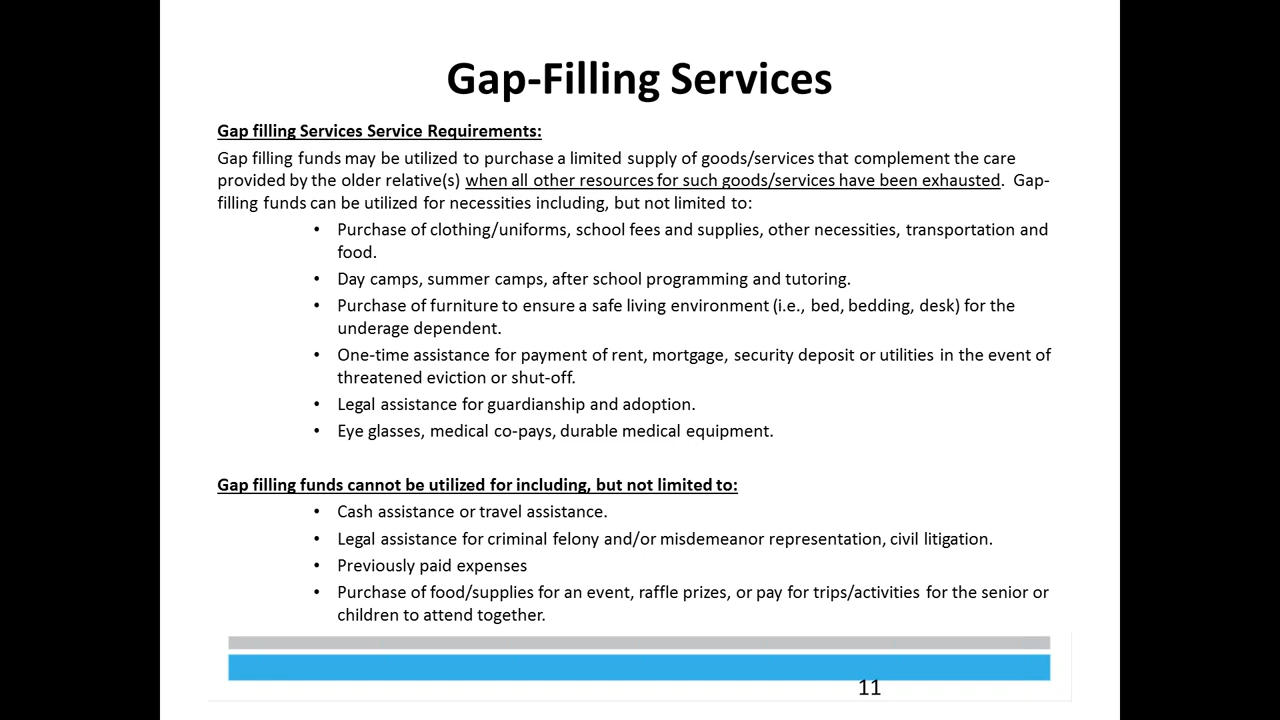 Gap-Filling Services
Gap filling Services Service Requirements:
Gap filling funds may be utilized to purchase a limited supply of goods/services that complement the care
provided by the older relative(s) when all other resources for such goods/services have been exhausted. Gap-
filling funds can be utilized for necessities including, but not limited to:
• Purchase of clothing/uniforms, school fees and supplies, other necessities, transportation and
food.
• Day camps, summer camps, after school programming and tutoring.
• Purchase of furniture to ensure a safe living environment (i.e., bed, bedding, desk) for the
underage dependent.
• One-time assistance for payment of rent, mortgage, security deposit or utilities in the event of
threatened eviction or shut-off.
• Legal assistance for guardianship and adoption.
• Eye glasses, medical co-pays, durable medical equipment.
Gap filling funds cannot be utilized for including, but not limited to:
• Cash assistance or travel assistance.
• Legal assistance for criminal felony and/or misdemeanor representation, civil litigation.
• Previously paid expenses
• Purchase of food/supplies for an event, raffle prizes, or pay for trips/activities for the senior or
children to attend together.
11